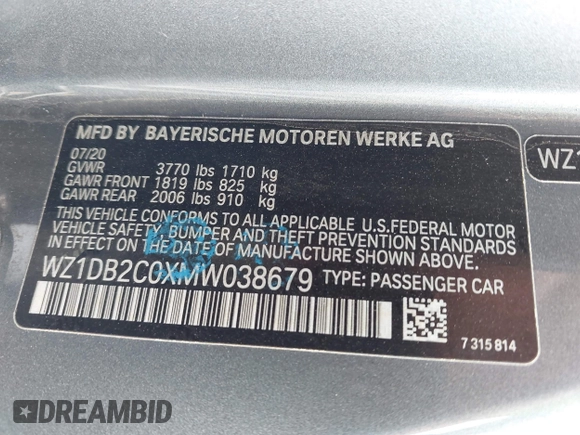 MFD BY BAYERISCHE MOTOREN WERKE AG
07/20
GVWR 3770 lbs 1710 kg
GAWR FRONT 1819 lbs 825 kg
GAWR REAR 2006 lbs 910 kg
THIS VEHICLE CONFORMS TO ALL APPLICABLE U.S.FEDERAL MOTOR
VEHICLE SAFETY, BUMPER AND THEFT PREVENTION STANDARDS
IN EFFECT ON THE DATE OF MANUFACTURE SHOWN ABOVE.
WZ1DB2C0XMW038679 TYPE: PASSENGER CAR
7 315 814
WZ1
DREAMBID